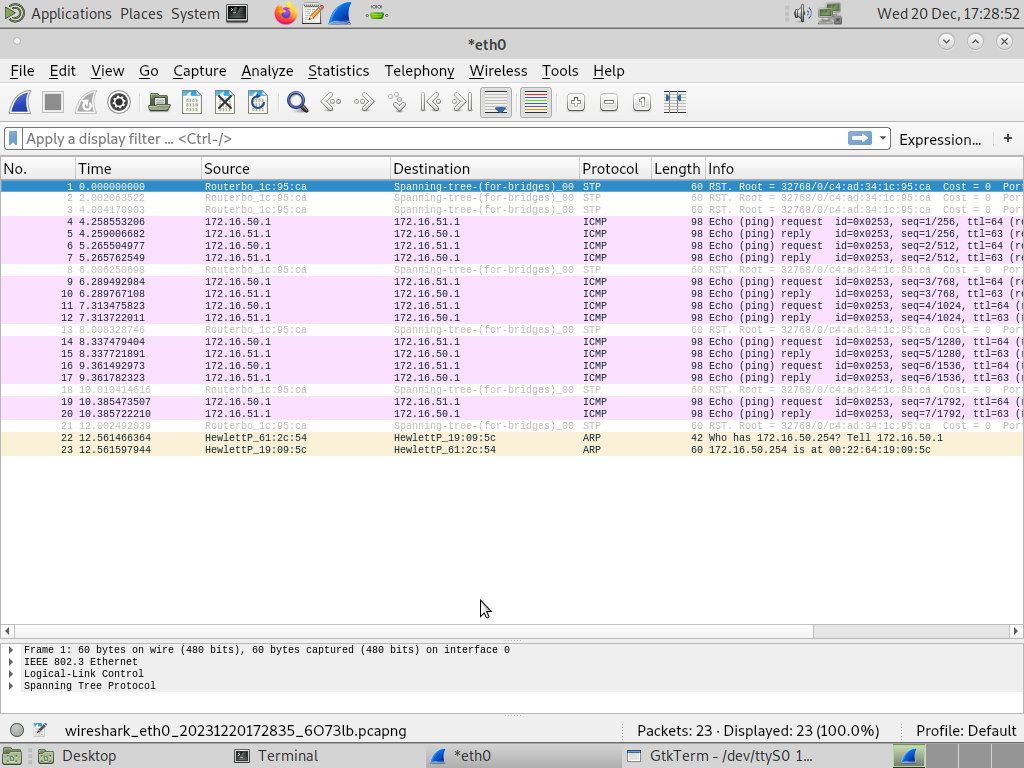 Applications Places System Wed 20 Dec, 17:28:52
*eth0
File Edit View Go Capture Analyze Statistics Telephony Wireless Tools Help
Apply a display filter ... <Ctrl-/> Expression... +
No. Time Source Destination Protocol Length Info
1 0.000000000 Routerbo_1c:95:ca Spanning-tree-(for-bridges)_00 STP 60 RST. Root = 32768/0/c4:ad:34:1c:95:ca Cost = 0 Por
2 2.002063522 Routerbo_1c:95:ca Spanning-tree-(for-bridges)_00 STP 60 RST. Root = 32768/0/c4:ad:34:1c:95:ca Cost = 0 Por
3 4.004170903 Routerbo_1c:95:ca Spanning-tree-(for-bridges)_00 STP 60 RST. Root = 32768/0/c4:ad:34:1c:95:ca Cost = 0 Por
4 4.258553206 172.16.50.1 172.16.51.1 ICMP 98 Echo (ping) request id=0x0253, seq=1/256, ttl=64 (r
5 4.259006682 172.16.51.1 172.16.50.1 ICMP 98 Echo (ping) reply id=0x0253, seq=1/256, ttl=63 (r
6 5.265504977 172.16.50.1 172.16.51.1 ICMP 98 Echo (ping) request id=0x0253, seq=2/512, ttl=64 (r
7 5.265762549 172.16.51.1 172.16.50.1 ICMP 98 Echo (ping) reply id=0x0253, seq=2/512, ttl=63 (r
8 6.006250698 Routerbo_1c:95:ca Spanning-tree-(for-bridges)_00 STP 60 RST. Root = 32768/0/c4:ad:34:1c:95:ca Cost = 0 Por
9 6.289492984 172.16.50.1 172.16.51.1 ICMP 98 Echo (ping) request id=0x0253, seq=3/768, ttl=64 (r
10 6.289767108 172.16.51.1 172.16.50.1 ICMP 98 Echo (ping) reply id=0x0253, seq=3/768, ttl=63 (r
11 7.313475823 172.16.50.1 172.16.51.1 ICMP 98 Echo (ping) request id=0x0253, seq=4/1024, ttl=64 (
12 7.313722011 172.16.51.1 172.16.50.1 ICMP 98 Echo (ping) reply id=0x0253, seq=4/1024, ttl=63 (
13 8.008328746 Routerbo_1c:95:ca Spanning-tree-(for-bridges)_00 STP 60 RST. Root = 32768/0/c4:ad:34:1c:95:ca Cost = 0 Por
14 8.337479404 172.16.50.1 172.16.51.1 ICMP 98 Echo (ping) request id=0x0253, seq=5/1280, ttl=64 (
15 8.337721891 172.16.51.1 172.16.50.1 ICMP 98 Echo (ping) reply id=0x0253, seq=5/1280, ttl=63 (
16 9.361492973 172.16.50.1 172.16.51.1 ICMP 98 Echo (ping) request id=0x0253, seq=6/1536, ttl=64 (
17 9.361782323 172.16.51.1 172.16.50.1 ICMP 98 Echo (ping) reply id=0x0253, seq=6/1536, ttl=63 (
18 10.010414616 Routerbo_1c:95:ca Spanning-tree-(for-bridges)_00 STP 60 RST. Root = 32768/0/c4:ad:34:1c:95:ca Cost = 0 Por
19 10.385473507 172.16.50.1 172.16.51.1 ICMP 98 Echo (ping) request id=0x0253, seq=7/1792, ttl=64 (
20 10.385722210 172.16.51.1 172.16.50.1 ICMP 98 Echo (ping) reply id=0x0253, seq=7/1792, ttl=63 (
21 12.002492039 Routerbo_1c:95:ca Spanning-tree-(for-bridges)_00 STP 60 RST. Root = 32768/0/c4:ad:34:1c:95:ca Cost = 0 Por
22 12.561466364 HewlettP_61:2c:54 HewlettP_19:09:5c ARP 42 Who has 172.16.50.254? Tell 172.16.50.1
23 12.561597944 HewlettP_19:09:5c HewlettP_61:2c:54 ARP 60 172.16.50.254 is at 00:22:64:19:09:5c
Frame 1: 60 bytes on wire (480 bits), 60 bytes captured (480 bits) on interface 0
IEEE 802.3 Ethernet
Logical-Link Control
Spanning Tree Protocol
wireshark_eth0_20231220172835_6O73lb.pcapng Packets: 23 · Displayed: 23 (100.0%) Profile: Default
Desktop Terminal *eth0 GtkTerm - /dev/ttyS0 1...